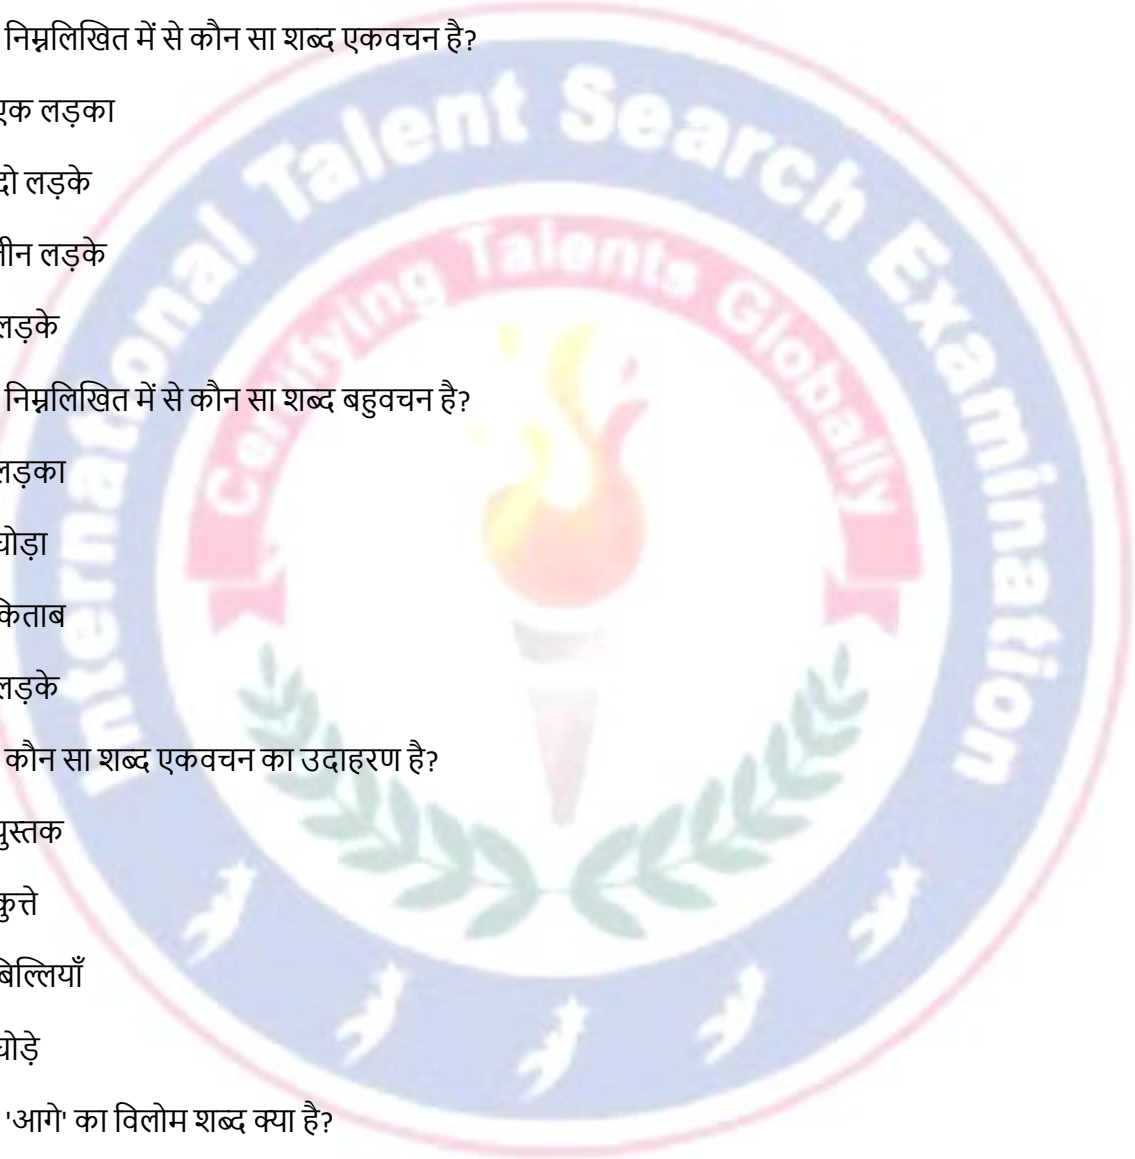 निम्नलिखित में से कौन सा शब्द एकवचन है?
एक लड़का
दो लड़के
तीन लड़के
लड़के
निम्नलिखित में से कौन सा शब्द बहुवचन है?
लड़का
घोड़ा
किताब
लड़के
कौन सा शब्द एकवचन का उदाहरण है?
पुस्तक
कुत्ते
बिल्लियाँ
घोड़े
'आगे' का विलोम शब्द क्या है?
International Talent Search Examination
Certifying Talents Globally